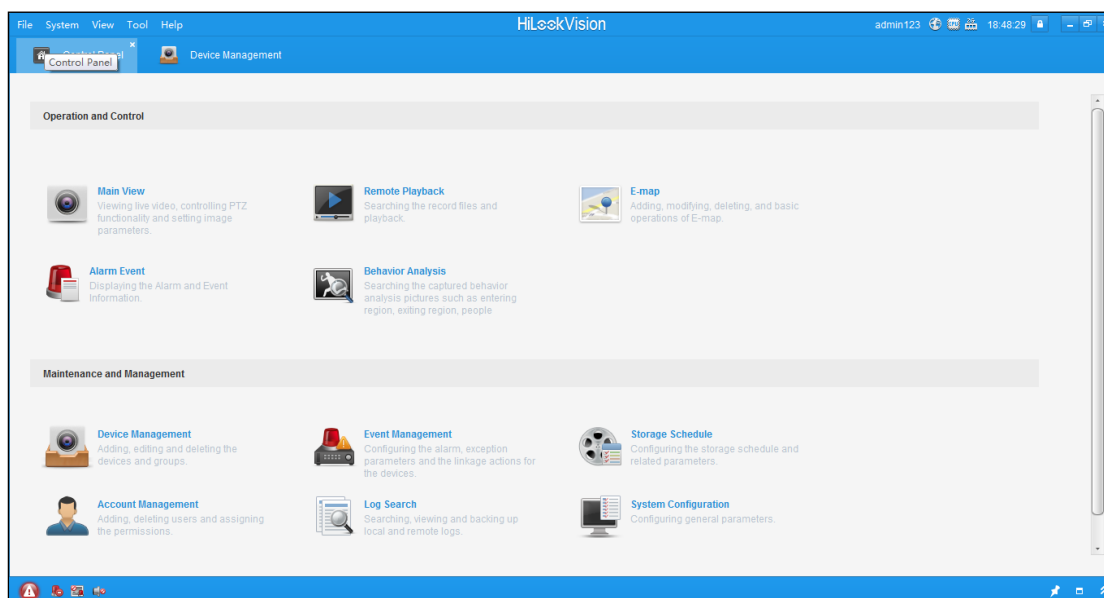 File System View Tool Help
HiLookVision
admin123
18:48:29
Control Panel
Device Management
Operation and Control
Main View
Viewing live video, controlling PTZ
functionality and setting image
parameters.
Remote Playback
Searching the record files and
playback.
E-map
Adding, modifying, deleting, and basic
operations of E-map.
Alarm Event
Displaying the Alarm and Event
Information.
Behavior Analysis
Searching the captured behavior
analysis pictures such as entering
region, exiting region, people
Maintenance and Management
Device Management
Adding, editing and deleting the
devices and groups.
Event Management
Configuring the alarm, exception
parameters and the linkage actions for
the devices.
Storage Schedule
Configuring the storage schedule and
related parameters.
Account Management
Adding, deleting users and assigning
the permissions.
Log Search
Searching, viewing and backing up
local and remote logs.
System Configuration
Configuring general parameters.